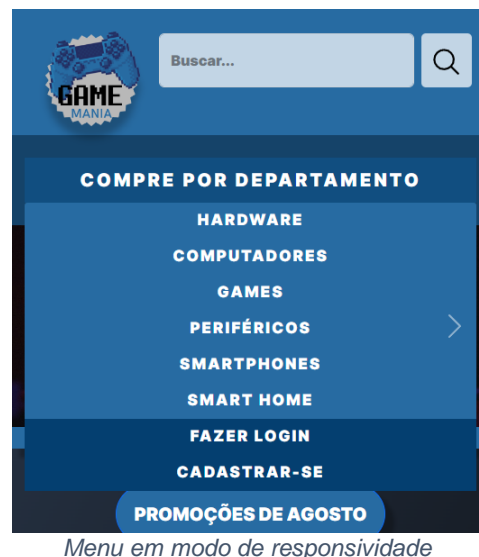 GAME
MANIA
Buscar...
COMPRE POR DEPARTAMENTO
HARDWARE
COMPUTADORES
GAMES
PERIFÉRICOS
SMARTPHONES
SMART HOME
FAZER LOGIN
CADASTRAR-SE
PROMOÇÕES DE AGOSTO
Menu em modo de responsividade